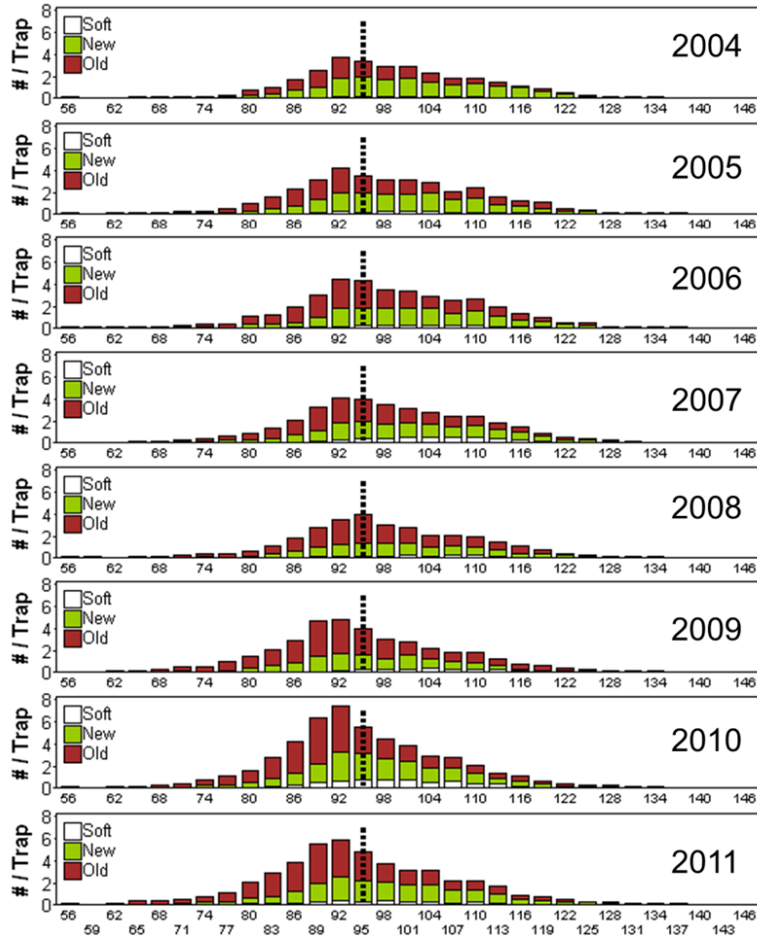 # / Trap
8
6
4
2
0
Soft
New
Old
2004
56 62 68 74 80 86 92 98 104 110 116 122 128 134 140 146
# / Trap
8
6
4
2
0
Soft
New
Old
2005
56 62 68 74 80 86 92 98 104 110 116 122 128 134 140 146
# / Trap
8
6
4
2
0
Soft
New
Old
2006
56 62 68 74 80 86 92 98 104 110 116 122 128 134 140 146
# / Trap
8
6
4
2
0
Soft
New
Old
2007
56 62 68 74 80 86 92 98 104 110 116 122 128 134 140 146
# / Trap
8
6
4
2
0
Soft
New
Old
2008
56 62 68 74 80 86 92 98 104 110 116 122 128 134 140 146
# / Trap
8
6
4
2
0
Soft
New
Old
2009
56 62 68 74 80 86 92 98 104 110 116 122 128 134 140 146
# / Trap
8
6
4
2
0
Soft
New
Old
2010
56 62 68 74 80 86 92 98 104 110 116 122 128 134 140 146
# / Trap
8
6
4
2
0
Soft
New
Old
2011
56 62 68 74 80 86 92 98 104 110 116 122 128 134 140 146
59 65 71 77 83 89 95 101 107 113 119 125 131 137 143